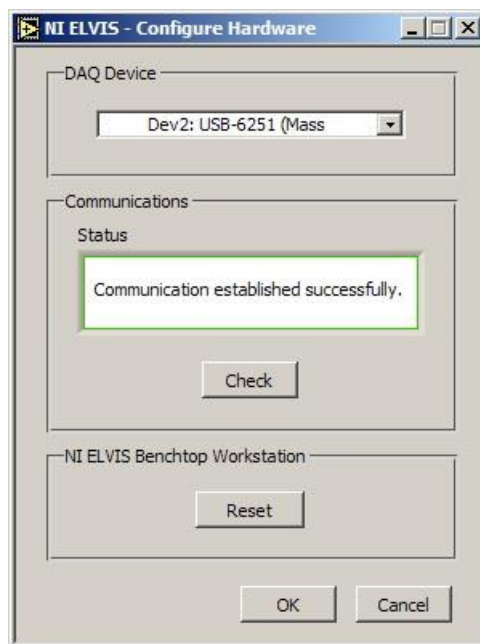 NI ELVIS - Configure Hardware
DAQ Device
Dev2: USB-6251 (Mass
Communications
Status
Communication established successfully.
Check
NI ELVIS Benchtop Workstation
Reset
OK
Cancel